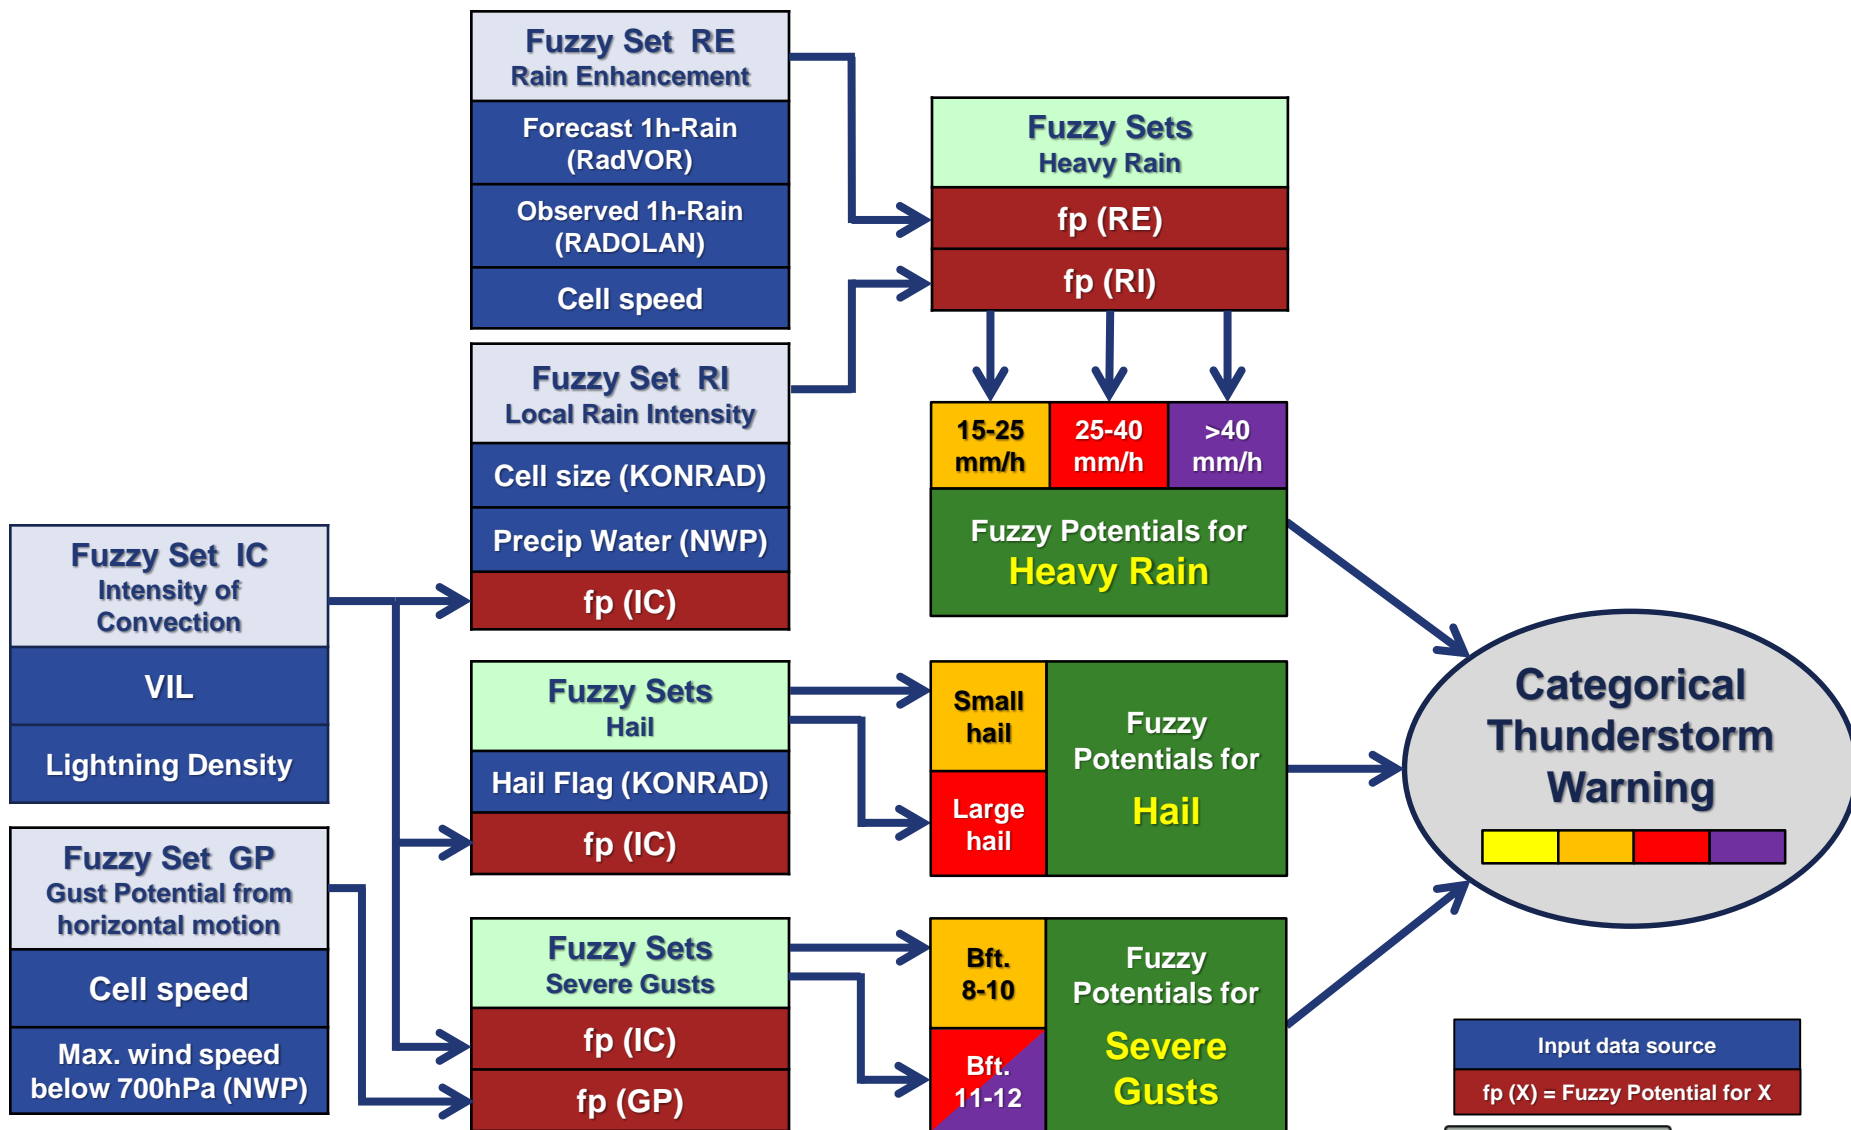 Fuzzy Set RE
Rain Enhancement
Forecast 1h-Rain
(RadVOR)
Observed 1h-Rain
(RADOLAN)
Cell speed
Fuzzy Set RI
Local Rain Intensity
Cell size (KONRAD)
Precip Water (NWP)
fp (IC)
Fuzzy Set IC
Intensity of
Convection
VIL
Lightning Density
Fuzzy Set GP
Gust Potential from
horizontal motion
Cell speed
Max. wind speed
below 700hPa (NWP)
Fuzzy Sets
Hail
Hail Flag (KONRAD)
fp (IC)
Fuzzy Sets
Severe Gusts
fp (IC)
fp (GP)
Fuzzy Sets
Heavy Rain
fp (RE)
fp (RI)
15-25
mm/h
25-40
mm/h
>40
mm/h
Fuzzy Potentials for
Heavy Rain
Small
hail
Large
hail
Fuzzy
Potentials for
Hail
Bft.
8-10
Bft.
11-12
Fuzzy
Potentials for
Severe
Gusts
Categorical
Thunderstorm
Warning
Input data source
fp (X) = Fuzzy Potential for X